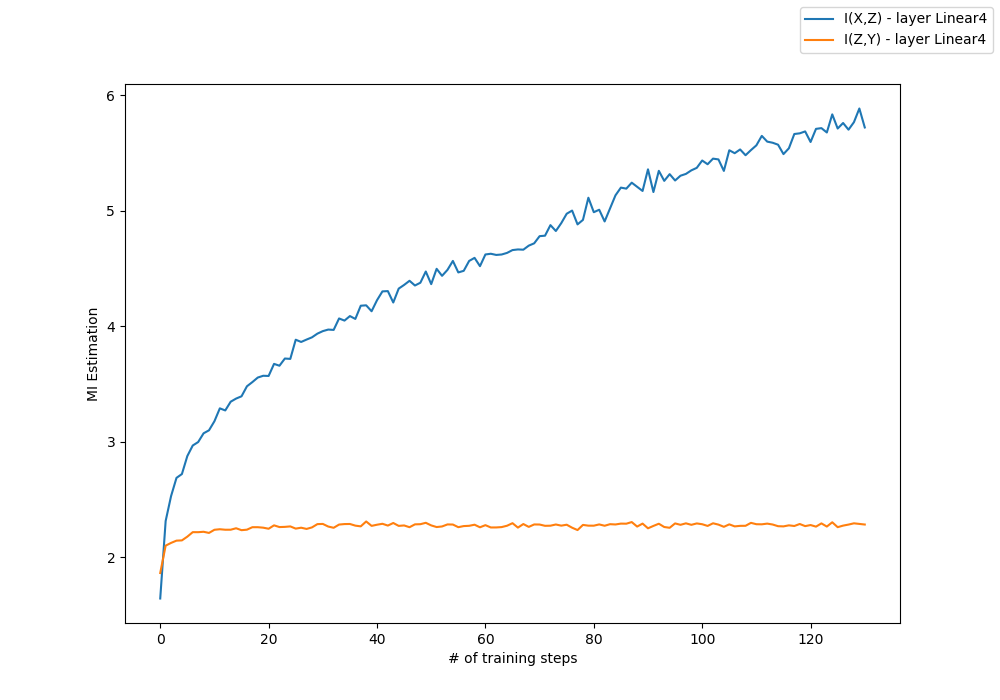 I(X,Z) - layer Linear4
I(Z,Y) - layer Linear4
6
5
4
3
2
MI Estimation
0 20 40 60 80 100 120
# of training steps